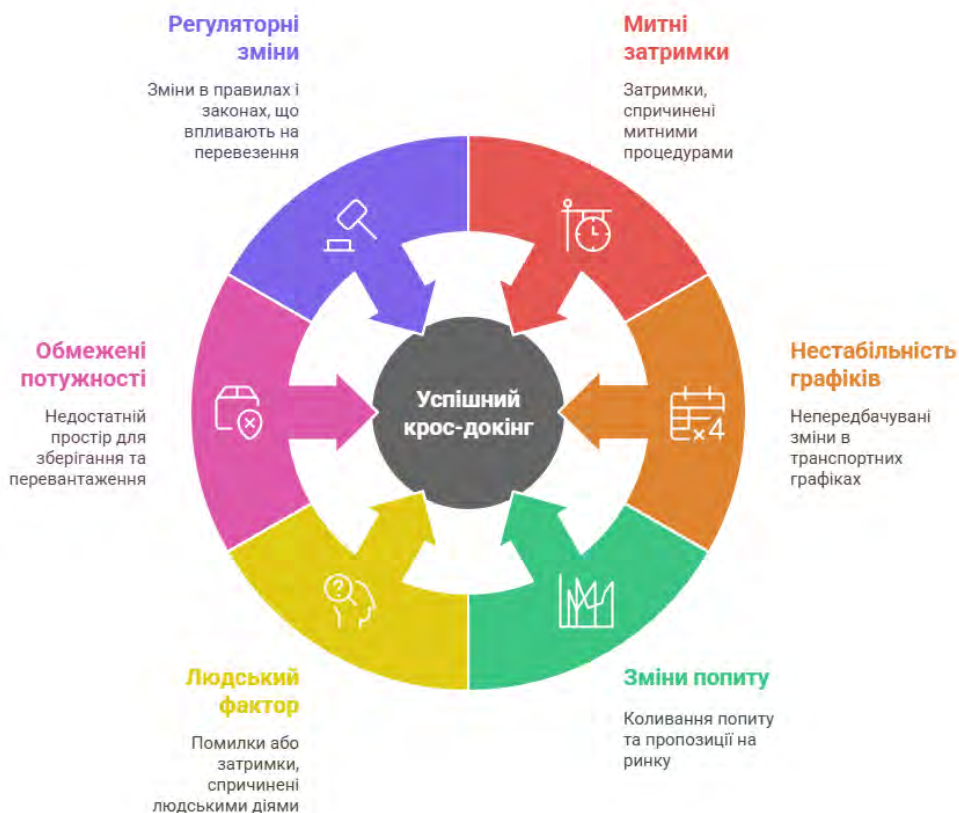 Регуляторні
зміни
Зміни в правилах і
законах, що
впливають на
перевезення
Митні
затримки
Затримки,
спричинені
митними
процедурами
Обмежені
потужності
Недостатній
простір для
зберігання та
перевантаження
Успішний
крос-докінг
Нестабільність
графіків
Непередбачувані
зміни в
транспортних
графіках
×4
?
Людський
фактор
Помилки або
затримки,
спричинені
людськими діями
Зміни попиту
Коливання попиту
та пропозиції на
ринку